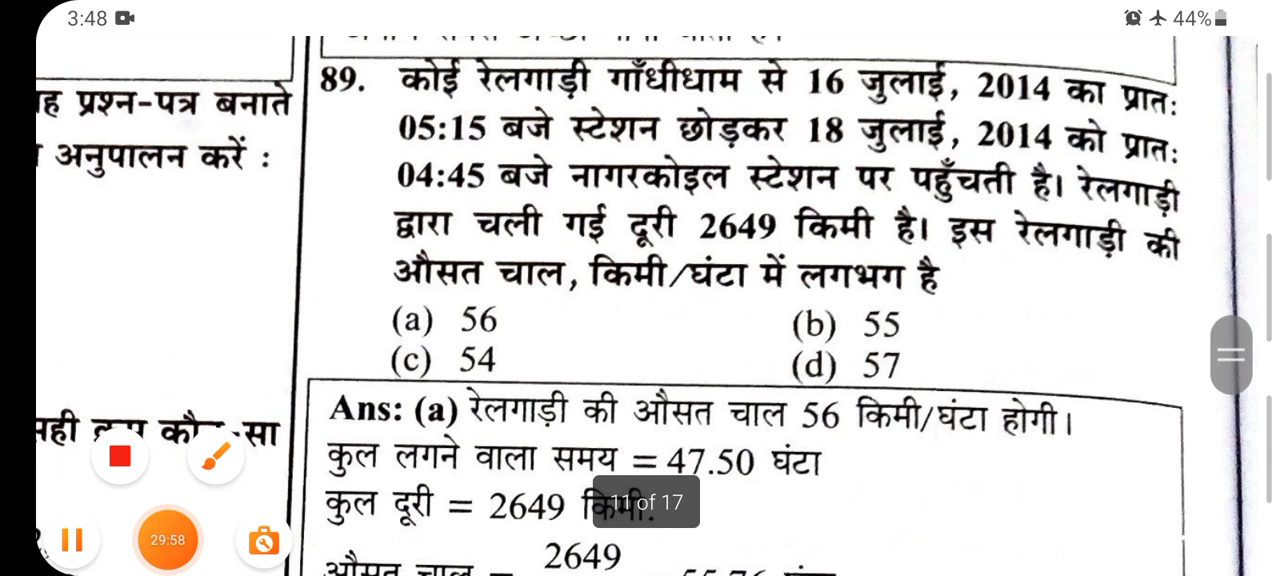 3:48
44%
ह प्रश्न-पत्र बनाते
अनुपालन करें :
89. कोई रेलगाड़ी गाँधीधाम से 16 जुलाई, 2014 का प्रातः
05:15 बजे स्टेशन छोड़कर 18 जुलाई, 2014 को प्रातः
04:45 बजे नागरकोइल स्टेशन पर पहुँचती है। रेलगाड़ी
द्वारा चली गई दूरी 2649 किमी है। इस रेलगाड़ी की
औसत चाल, किमी/घंटा में लगभग है
(a) 56 (b) 55
(c) 54 (d) 57
Ans: (a) रेलगाड़ी की औसत चाल 56 किमी/घंटा होगी।
कुल लगने वाला समय = 47.50 घंटा
कुल दूरी = 2649 किमी.
औसत चाल = 2649
सा
11 of 17
29:58